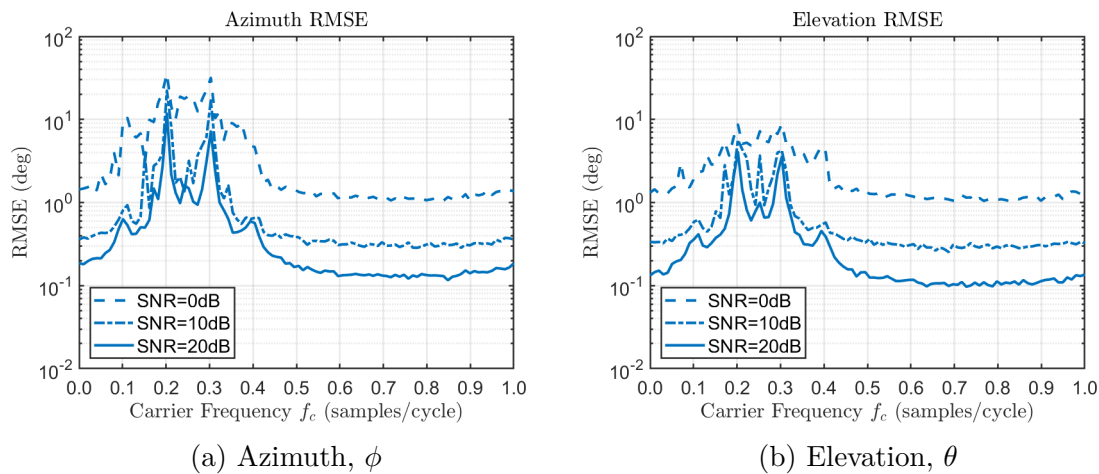 Azimuth RMSE
10^2
10^1
10^0
10^-1
10^-2
RMSE (deg)
SNR=0dB
SNR=10dB
SNR=20dB
0.0 0.1 0.2 0.3 0.4 0.5 0.6 0.7 0.8 0.9 1.0
Carrier Frequency f_c (samples/cycle)
(a) Azimuth, ϕ
Elevation RMSE
10^2
10^1
10^0
10^-1
10^-2
RMSE (deg)
SNR=0dB
SNR=10dB
SNR=20dB
0.0 0.1 0.2 0.3 0.4 0.5 0.6 0.7 0.8 0.9 1.0
Carrier Frequency f_c (samples/cycle)
(b) Elevation, θ